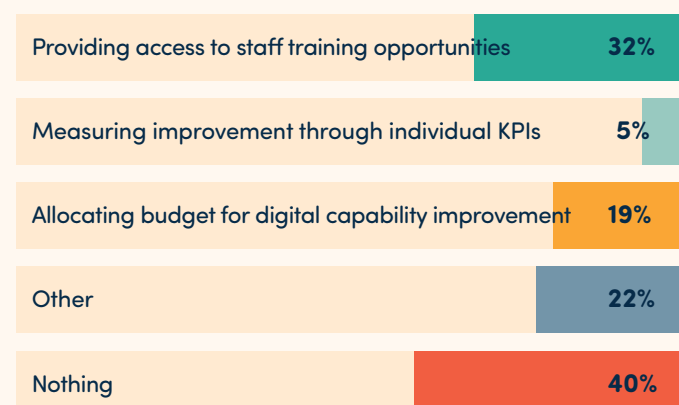 Providing access to staff training opportunities 32%
Measuring improvement through individual KPIs 5%
Allocating budget for digital capability improvement 19%
Other 22%
Nothing 40%